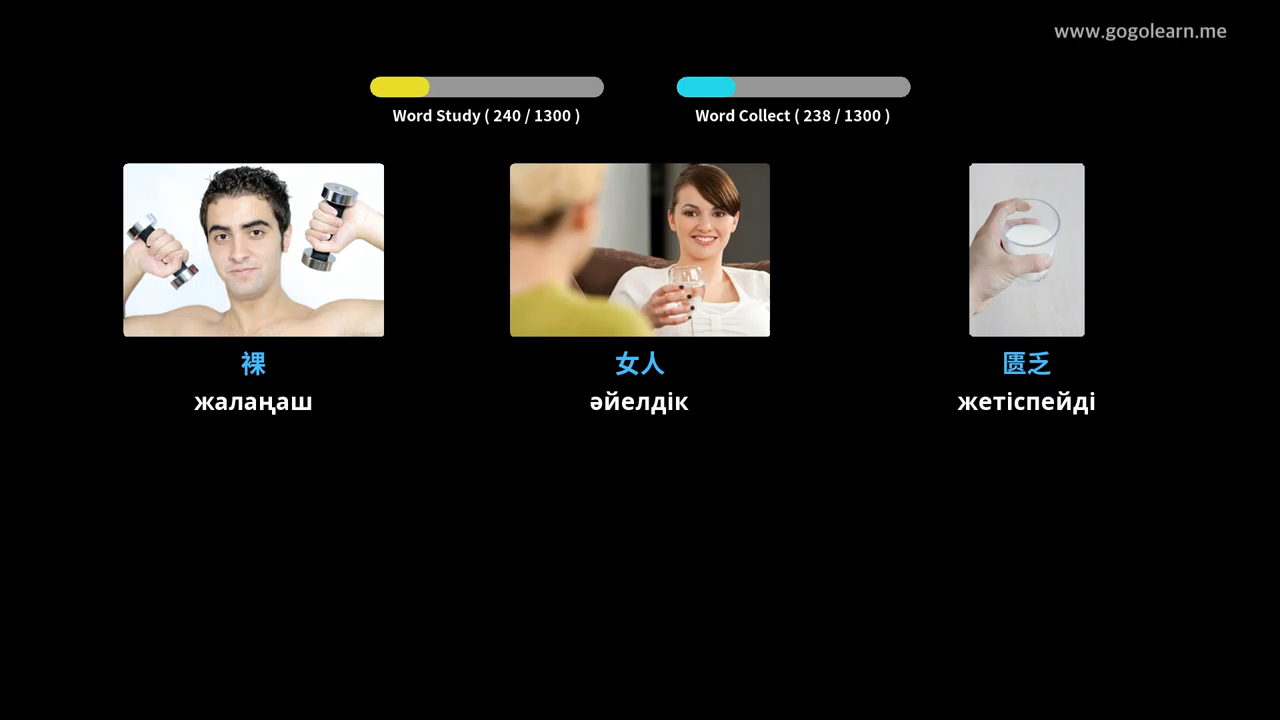 www.gogolearn.me
Word Study ( 240 / 1300 )
Word Collect ( 238 / 1300 )
裸
жалаңаш
女人
әйелдік
匮乏
жетіспейді